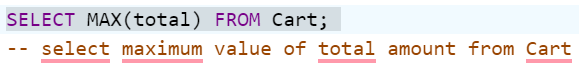 SELECT MAX(total) FROM Cart;
-- select maximum value of total amount from Cart